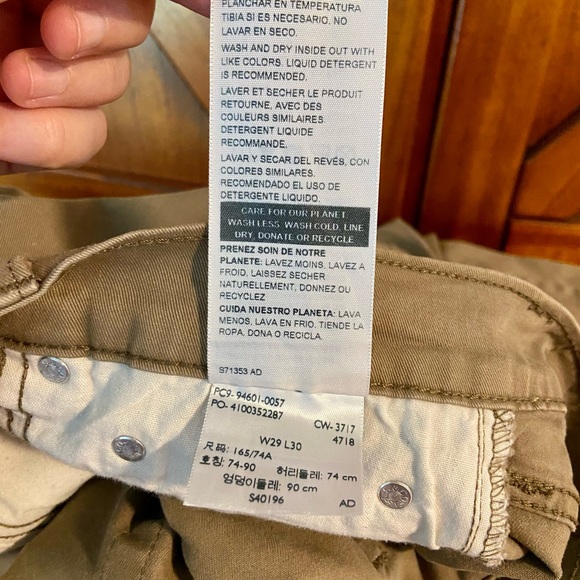 PLANCHAR EN TEMPERATURA
TIBIA SI ES NECESARIO. NO
LAVAR EN SECO.
WASH AND DRY INSIDE OUT WITH
LIKE COLORS. LIQUID DETERGENT
IS RECOMMENDED.
LAVER ET SECHER LE PRODUIT
RETOURNE, AVEC DES
COULEURS SIMILAIRES.
DETERGENT LIQUIDE
RECOMMANDE.
LAVAR Y SECAR DEL REVÉS, CON
COLORES SIMILARES.
RECOMENDADO EL USO DE
DETERGENTE LIQUIDO.
CARE FOR OUR PLANET
WASH LESS, WASH COLD, LINE
DRY, DONATE OR RECYCLE
PRENEZ SOIN DE NOTRE
PLANETE: LAVEZ MOINS, LAVEZ A
FROID, LAISSEZ SECHER
NATURELLEMENT, DONNEZ OU
RECYCLEZ
CUIDA NUESTRO PLANETA: LAVA
MENOS, LAVA EN FRIO, TIENDE LA
ROPA, DONA O RECICLA.
S71353 AD
PC9- 94601-0057
PO- 4100352287
CW- 3717
4718
W29 L30
尺码: 165/74A
호칭: 74-90 허리둘레: 74 cm
엉덩이둘레: 90 cm
S40196 AD